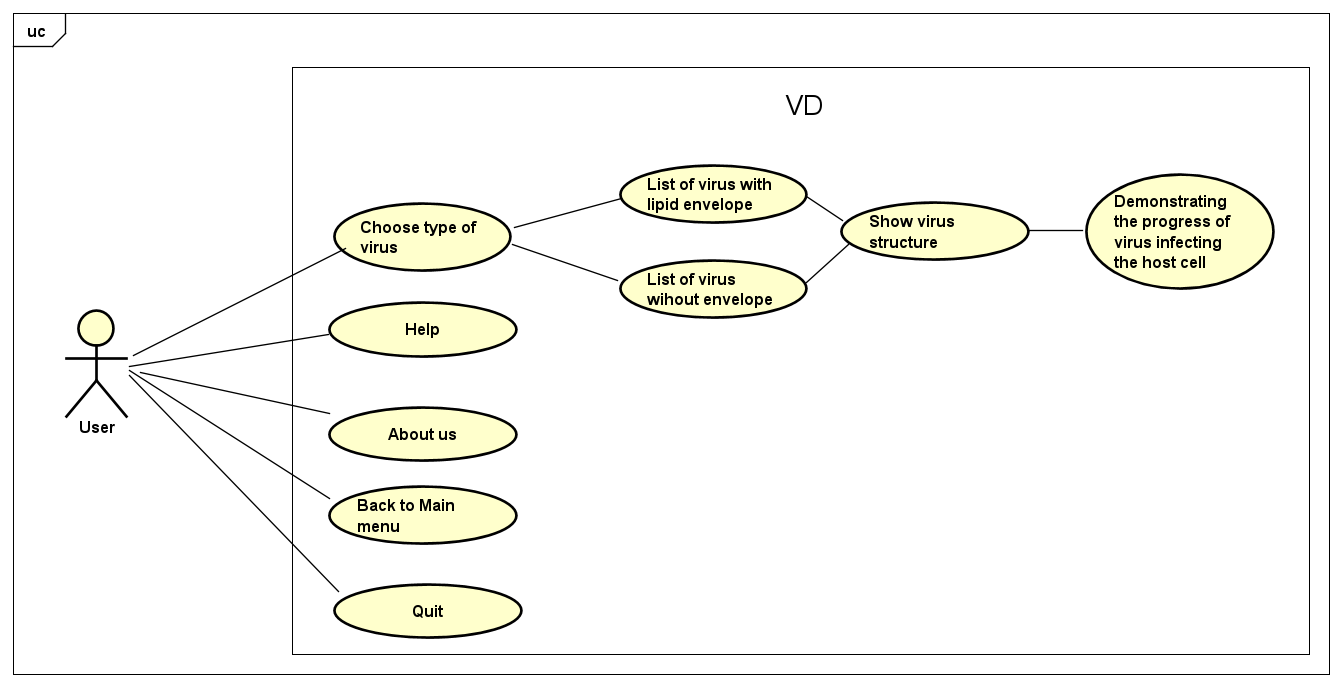 uc
VD
Choose type of
virus
List of virus with
lipid envelope
List of virus
wihout envelope
Show virus
structure
Demonstrating
the progress of
virus infecting
the host cell
Help
About us
Back to Main
menu
Quit
User